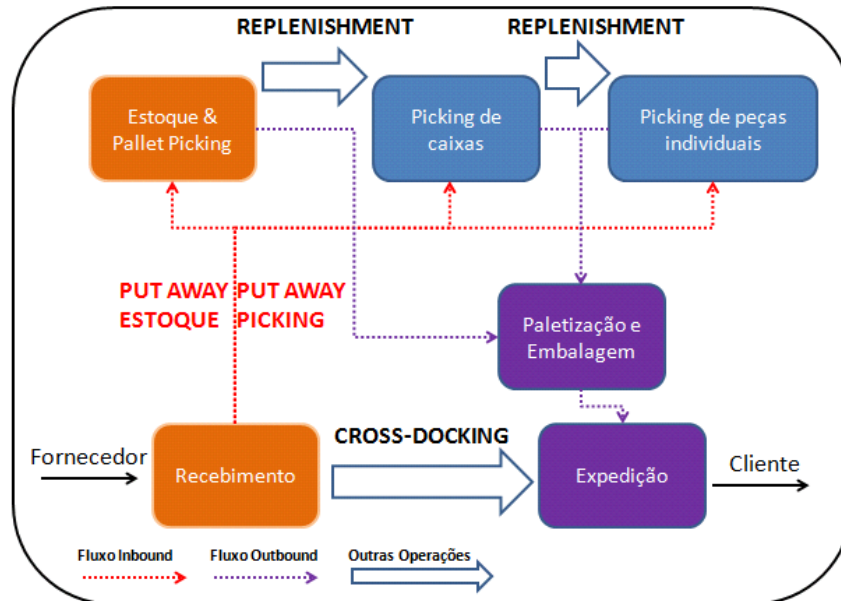 REPLENISHMENT
REPLENISHMENT
Estoque &
Pallet Picking
Picking de
caixas
Picking de peças
individuais
PUT AWAY
ESTOQUE
PUT AWAY
PICKING
Paletização e
Embalagem
Fornecedor
Recebimento
CROSS-DOCKING
Expedição
Cliente
Fluxo Inbound
Fluxo Outbound
Outras Operações